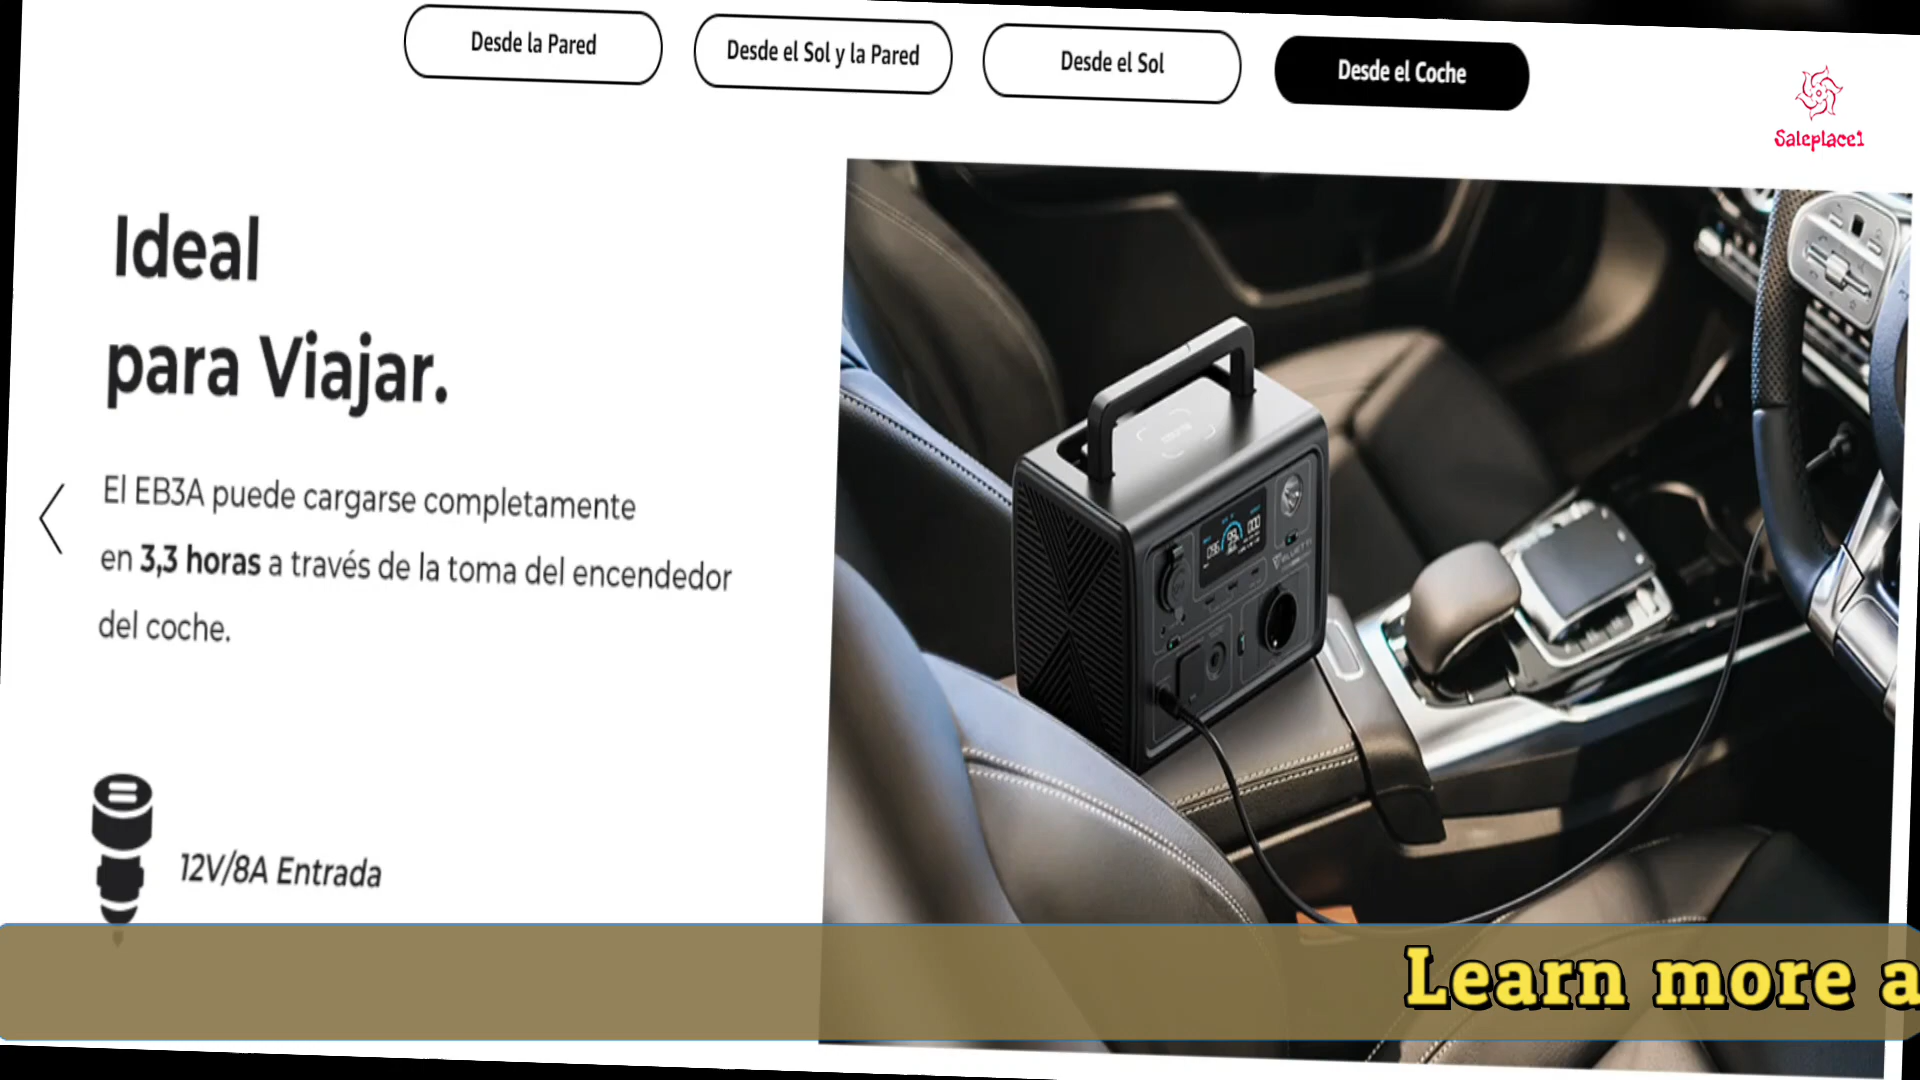 Desde la Pared
Desde el Sol y la Pared
Desde el Sol
Desde el Coche
Saleplace1
Ideal
para Viajar.
El EB3A puede cargarse completamente
en 3,3 horas a través de la toma del encendedor
del coche.
BLUETTI
12V/8A Entrada
Learn more a